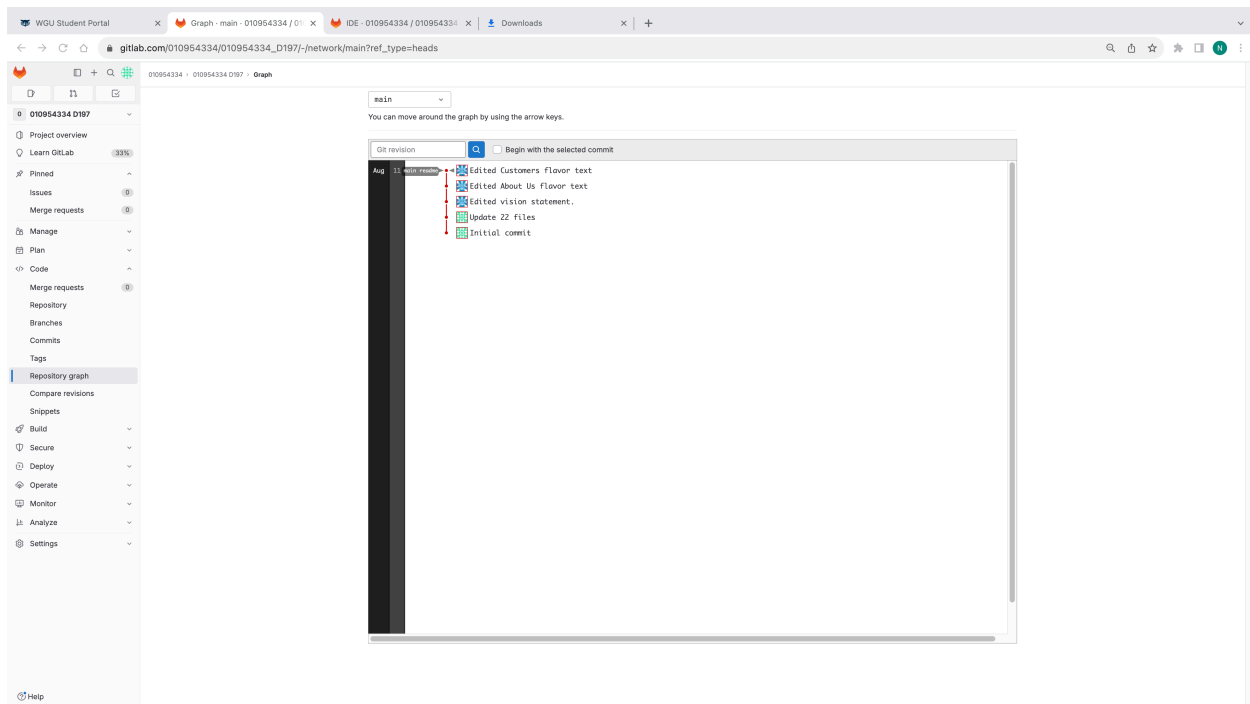 WGU Student Portal
Graph · main · 010954334 / 01
IDE · 010954334 / 010954334
Downloads
gitlab.com/010954334/010954334_D197/-/network/main?ref_type=heads
N
010954334 › 010954334 D197 › Graph
0 010954334 D197
Project overview
Learn GitLab 33%
Pinned
Issues 0
Merge requests 0
Manage
Plan
Code
Merge requests 0
Repository
Branches
Commits
Tags
Repository graph
Compare revisions
Snippets
Build
Secure
Deploy
Operate
Monitor
Analyze
Settings
Help
main
You can move around the graph by using the arrow keys.
Git revision
Begin with the selected commit
Aug 11 main readme Edited Customers flavor text
Edited About Us flavor text
Edited vision statement.
Update 22 files
Initial commit